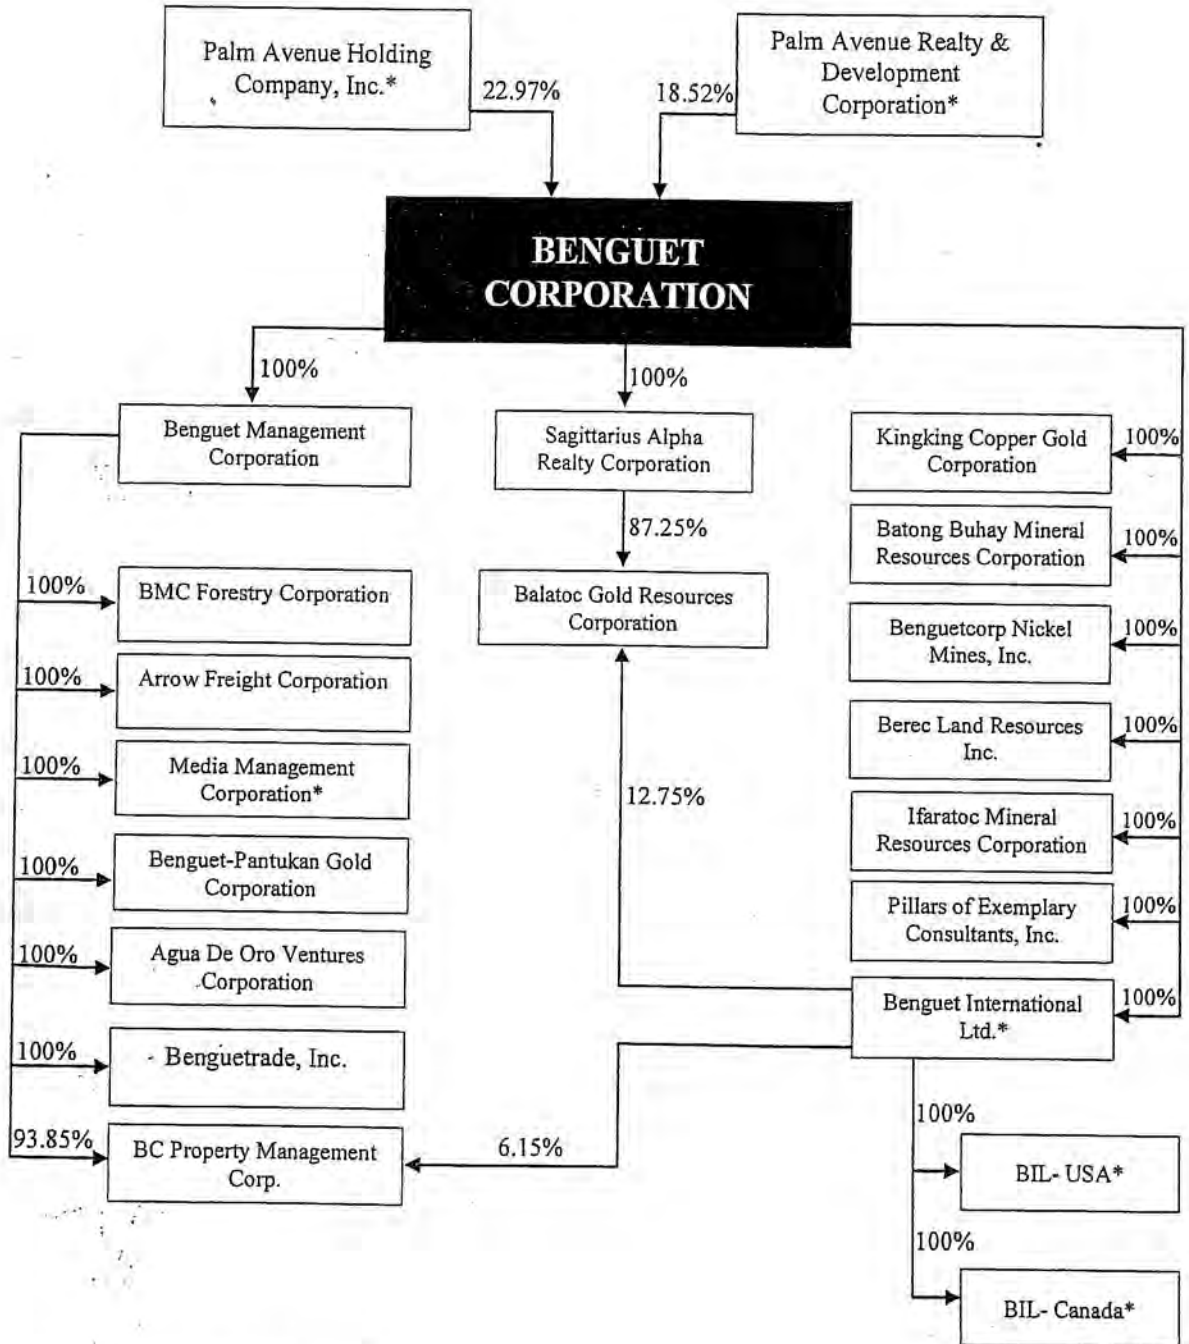 Palm Avenue Holding
Company, Inc.*
22.97%
18.52%
Palm Avenue Realty &
Development
Corporation*
BENGUET
CORPORATION
100%
100%
Benguet Management
Corporation
Sagittarius Alpha
Realty Corporation
87.25%
Balatoc Gold Resources
Corporation
12.75%
100%
BMC Forestry Corporation
100%
Arrow Freight Corporation
100%
Media Management
Corporation*
100%
Benguet-Pantukan Gold
Corporation
100%
Agua De Oro Ventures
Corporation
100%
Benguetrade, Inc.
93.85%
BC Property Management
Corp.
6.15%
Kingking Copper Gold
Corporation
100%
Batong Buhay Mineral
Resources Corporation
100%
Benguetcorp Nickel
Mines, Inc.
100%
Berec Land Resources
Inc.
100%
Ifaratoc Mineral
Resources Corporation
100%
Pillars of Exemplary
Consultants, Inc.
100%
Benguet International
Ltd.*
100%
100%
BIL- USA*
100%
BIL- Canada*